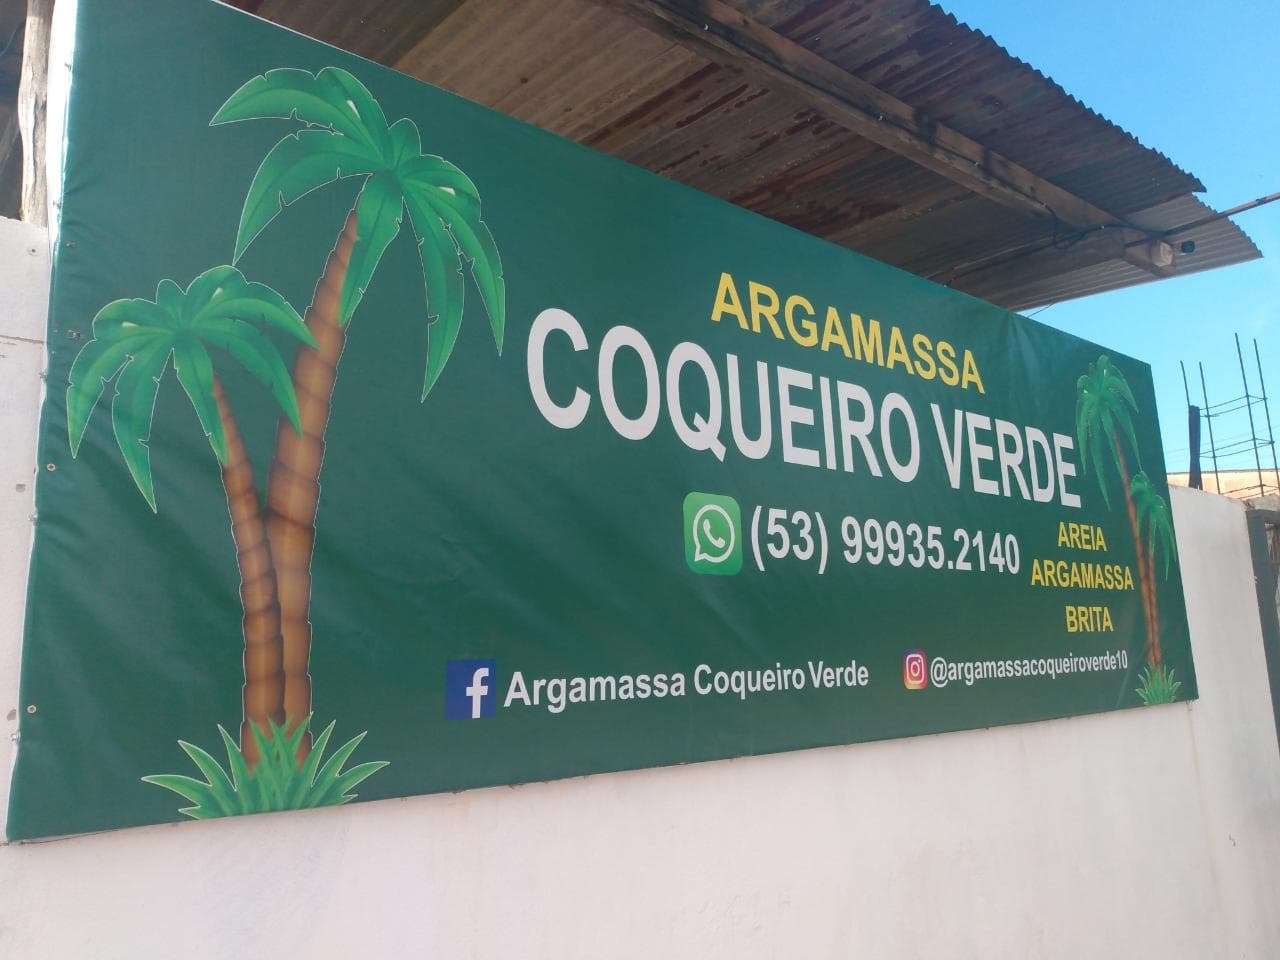 ARGAMASSA
COQUEIRO VERDE
(53) 99935.2140
AREIA
ARGAMASSA
BRITA
Argamassa Coqueiro Verde
@argamassacoqueiroverde10